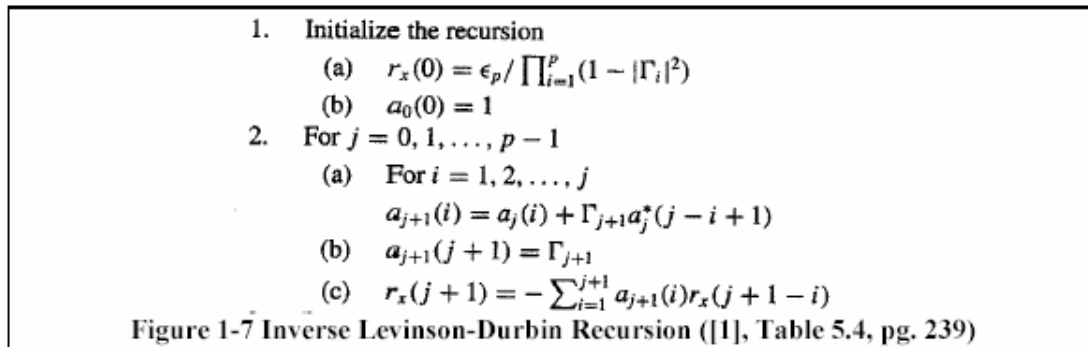 1. Initialize the recursion
(a) r_x(0) = ϵ_p/ ∏_{i=1}^{p}(1 − |Γ_i|²)
(b) a_0(0) = 1
2. For j = 0, 1, . . . , p − 1
(a) For i = 1, 2, . . . , j
a_{j+1}(i) = a_j(i) + Γ_{j+1}a_j^*(j − i + 1)
(b) a_{j+1}(j + 1) = Γ_{j+1}
(c) r_x(j + 1) = − ∑_{i=1}^{j+1} a_{j+1}(i)r_x(j + 1 − i)
Figure 1-7 Inverse Levinson-Durbin Recursion ([1], Table 5.4, pg. 239)